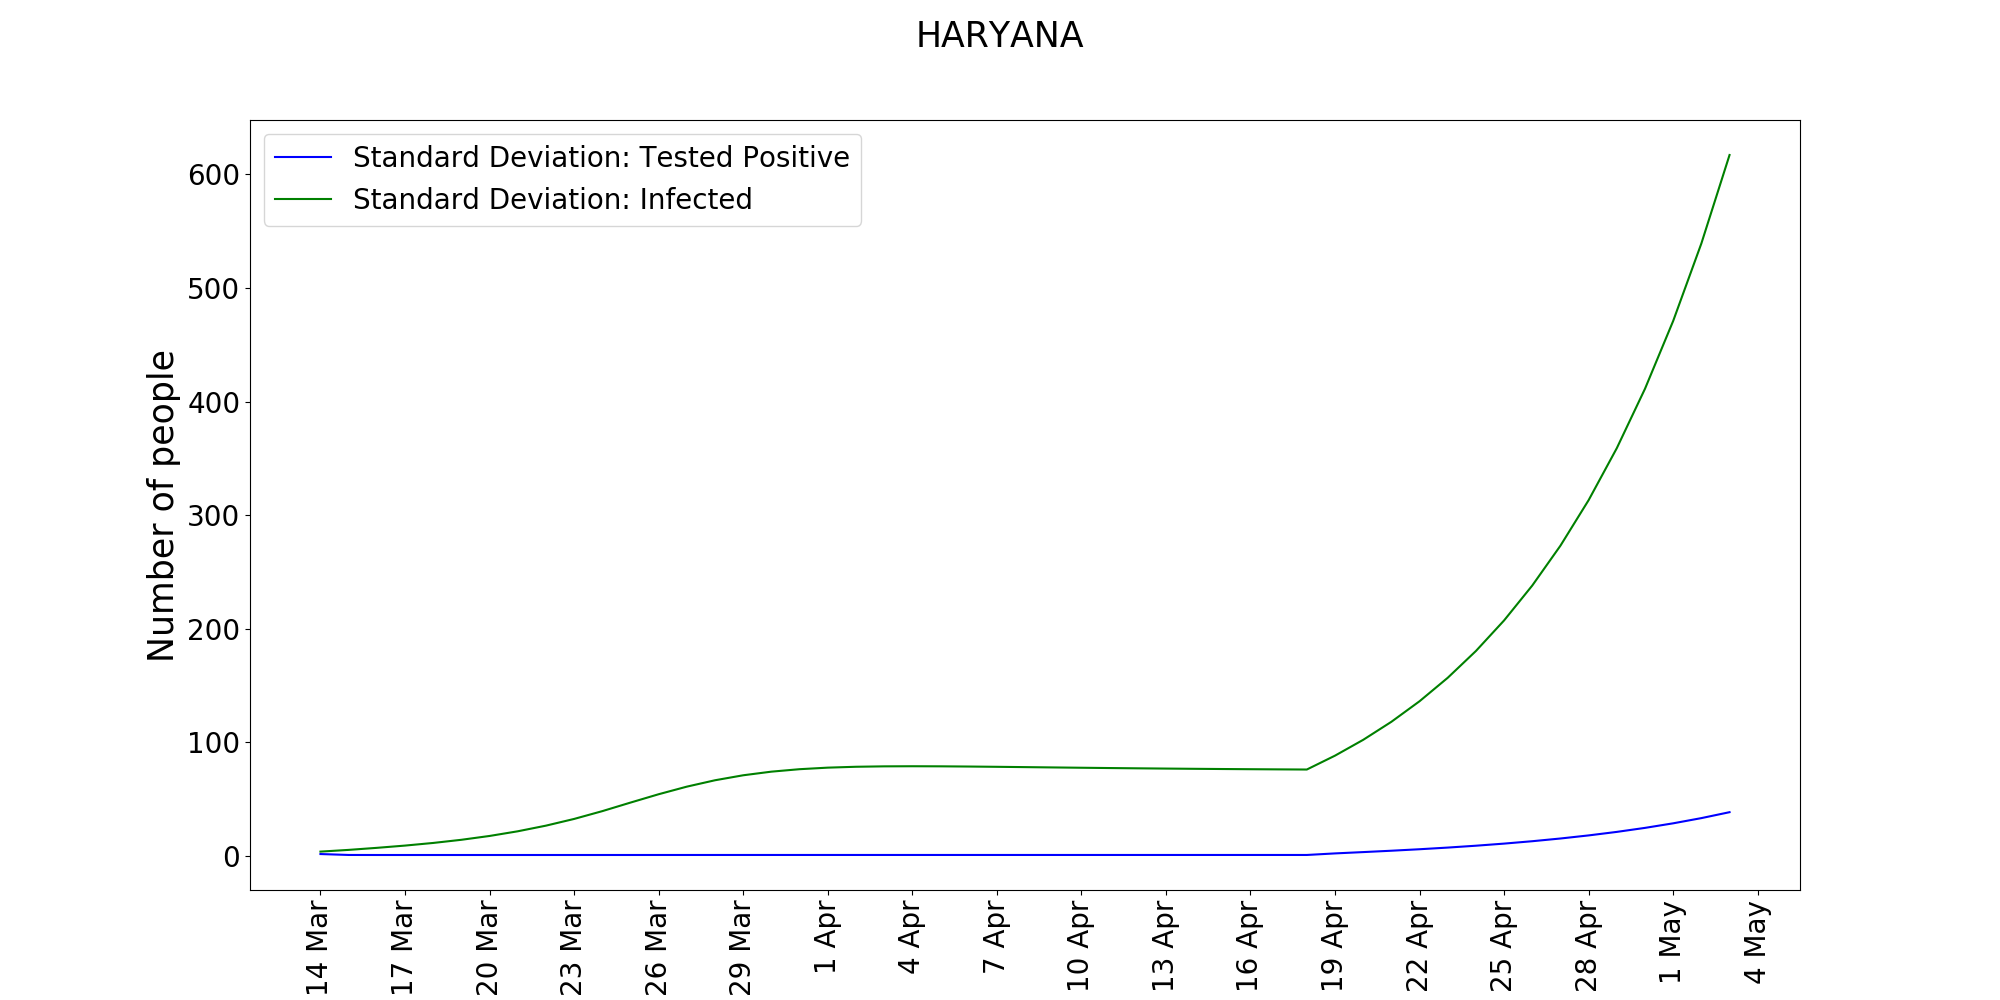 HARYANA
Standard Deviation: Tested Positive
Standard Deviation: Infected
Number of people
600
500
400
300
200
100
0
14 Mar
17 Mar
20 Mar
23 Mar
26 Mar
29 Mar
1 Apr
4 Apr
7 Apr
10 Apr
13 Apr
16 Apr
19 Apr
22 Apr
25 Apr
28 Apr
1 May
4 May